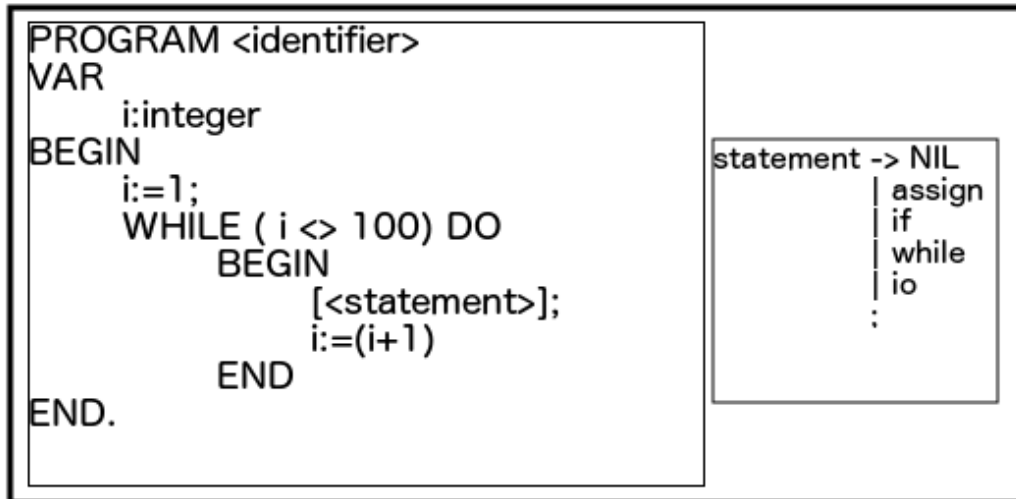 PROGRAM <identifier>
VAR
i:integer
BEGIN
i:=1;
WHILE ( i <> 100) DO
BEGIN
[<statement>];
i:=(i+1)
END
END.
statement -> NIL
| assign
| if
| while
| io
;